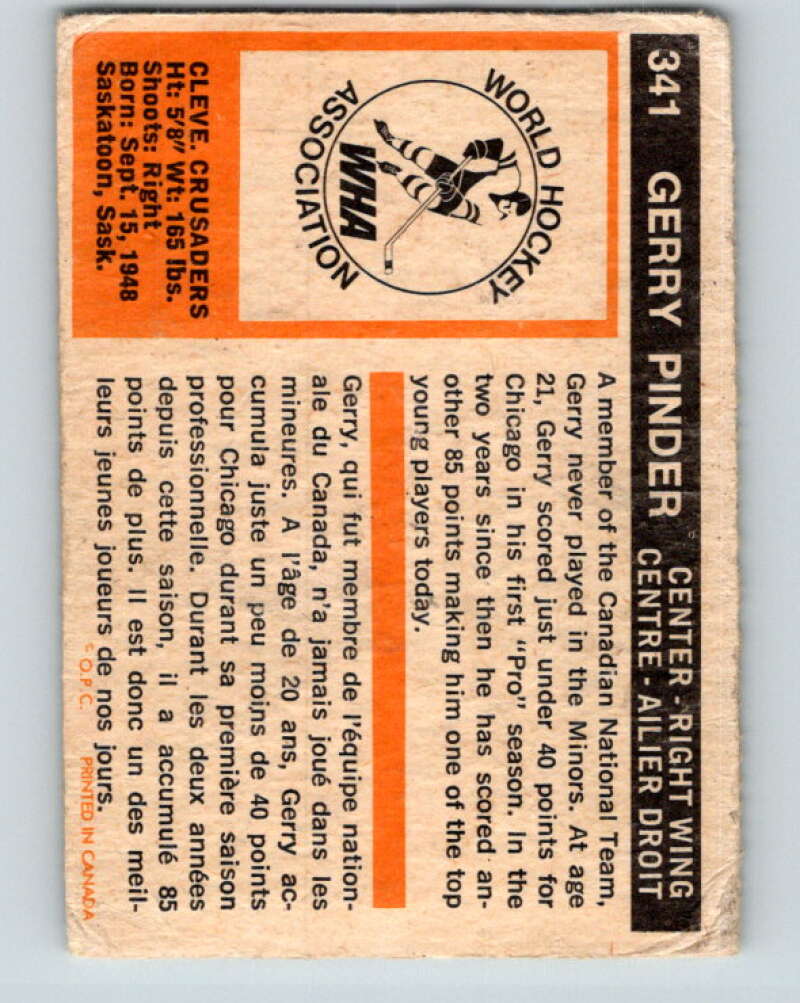 341 GERRY PINDER
CENTER - RIGHT WING
CENTRE - AILIER DROIT
WORLD HOCKEY
ASSOCIATION
WHA
CLEVE. CRUSADERS
Ht: 5'8" Wt: 165 lbs.
Shoots: Right
Born: Sept. 15, 1948
Saskatoon, Sask.
A member of the Canadian National Team,
Gerry never played in the Minors. At age
21, Gerry scored just under 40 points for
Chicago in his first "Pro" season. In the
two years since then he has scored an-
other 85 points making him one of the top
young players today.
Gerry, qui fut membre de l'équipe nation-
ale du Canada, n'a jamais joué dans les
mineures. A l'âge de 20 ans, Gerry ac-
cumula juste un peu moins de 40 points
pour Chicago durant sa première saison
professionnelle. Durant les deux années
depuis cette saison, il a accumulé 85
points de plus. Il est donc un des meil-
leurs jeunes joueurs de nos jours.
© O.P.C. PRINTED IN CANADA